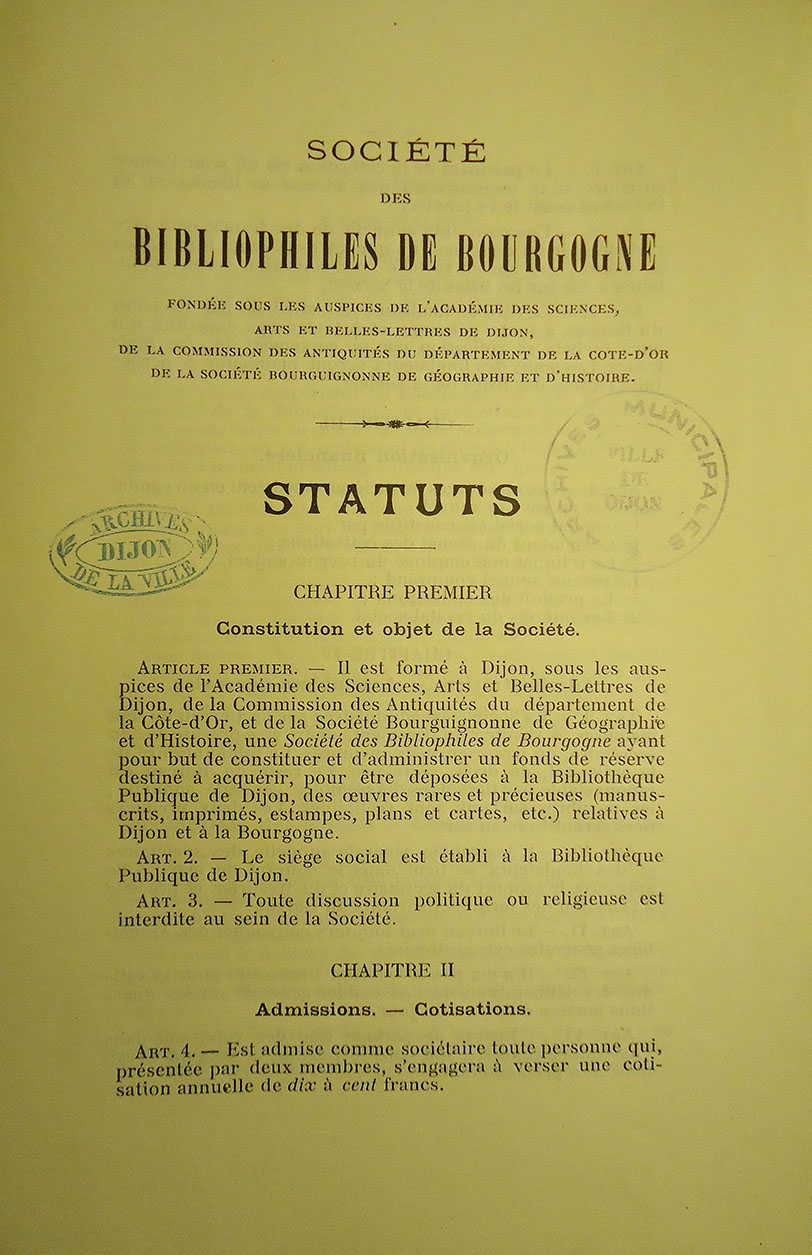 SOCIÉTÉ
DES
BIBLIOPHILES DE BOURGOGNE
FONDÉE SOUS LES AUSPICES DE L'ACADÉMIE DES SCIENCES,
ARTS ET BELLES-LETTRES DE DIJON,
DE LA COMMISSION DES ANTIQUITÉS DU DÉPARTEMENT DE LA COTE-D'OR
DE LA SOCIÉTÉ BOURGUIGNONNE DE GÉOGRAPHIE ET D'HISTOIRE.
ARCHIVES MUNICIPALES
VILLE
DE
DIJON
STATUTS
ARCHIVES
DIJON
DE LA VILLE
CHAPITRE PREMIER
Constitution et objet de la Société.
ARTICLE PREMIER. — Il est formé à Dijon, sous les aus-
pices de l'Académie des Sciences, Arts et Belles-Lettres de
Dijon, de la Commission des Antiquités du département de
la Côte-d'Or, et de la Société Bourguignonne de Géographie
et d'Histoire, une Société des Bibliophiles de Bourgogne ayant
pour but de constituer et d'administrer un fonds de réserve
destiné à acquérir, pour être déposées à la Bibliothèque
Publique de Dijon, des œuvres rares et précieuses (manus-
crits, imprimés, estampes, plans et cartes, etc.) relatives à
Dijon et à la Bourgogne.
ART. 2. — Le siège social est établi à la Bibliothèque
Publique de Dijon.
ART. 3. — Toute discussion politique ou religieuse est
interdite au sein de la Société.
CHAPITRE II
Admissions. — Cotisations.
ART. 4. — Est admise comme sociétaire toute personne qui,
présentée par deux membres, s'engagera à verser une coti-
sation annuelle de dix à cent francs.